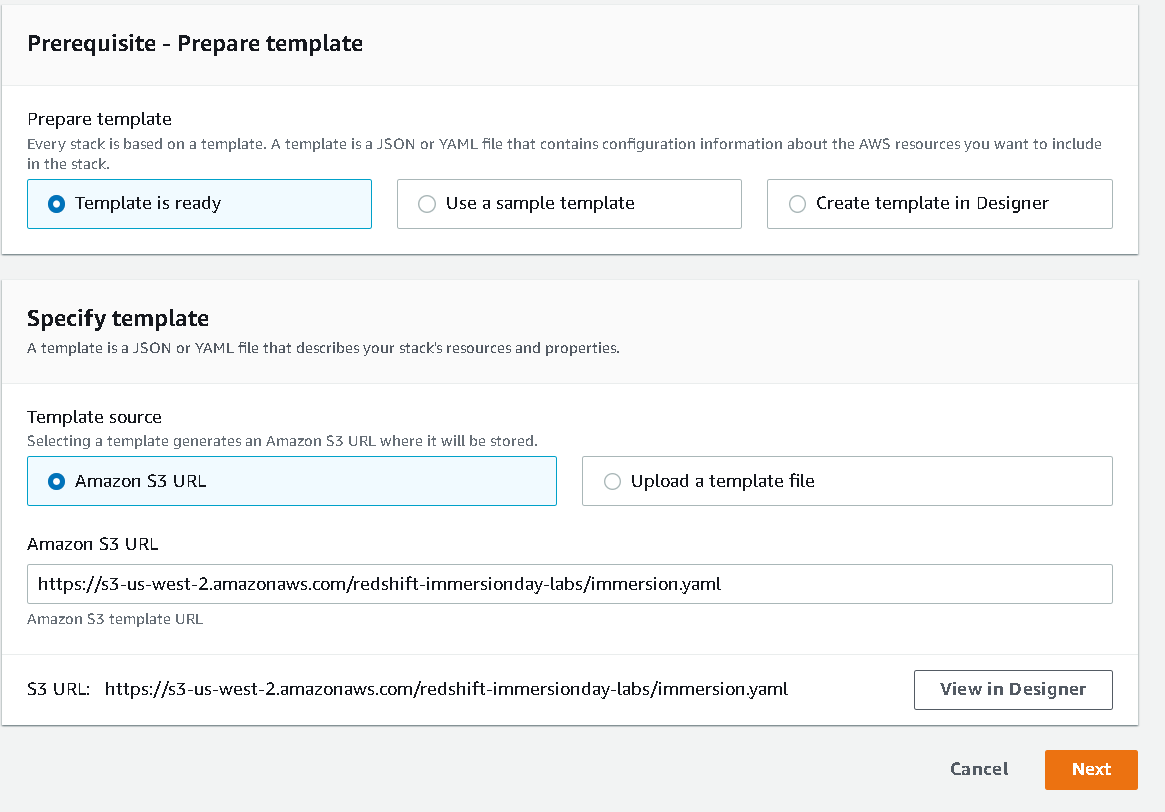 Prerequisite - Prepare template
Prepare template
Every stack is based on a template. A template is a JSON or YAML file that contains configuration information about the AWS resources you want to include
in the stack.
Template is ready
Use a sample template
Create template in Designer
Specify template
A template is a JSON or YAML file that describes your stack's resources and properties.
Template source
Selecting a template generates an Amazon S3 URL where it will be stored.
Amazon S3 URL
Upload a template file
Amazon S3 URL
https://s3-us-west-2.amazonaws.com/redshift-immersionday-labs/immersion.yaml
Amazon S3 template URL
S3 URL: https://s3-us-west-2.amazonaws.com/redshift-immersionday-labs/immersion.yaml
View in Designer
Cancel
Next